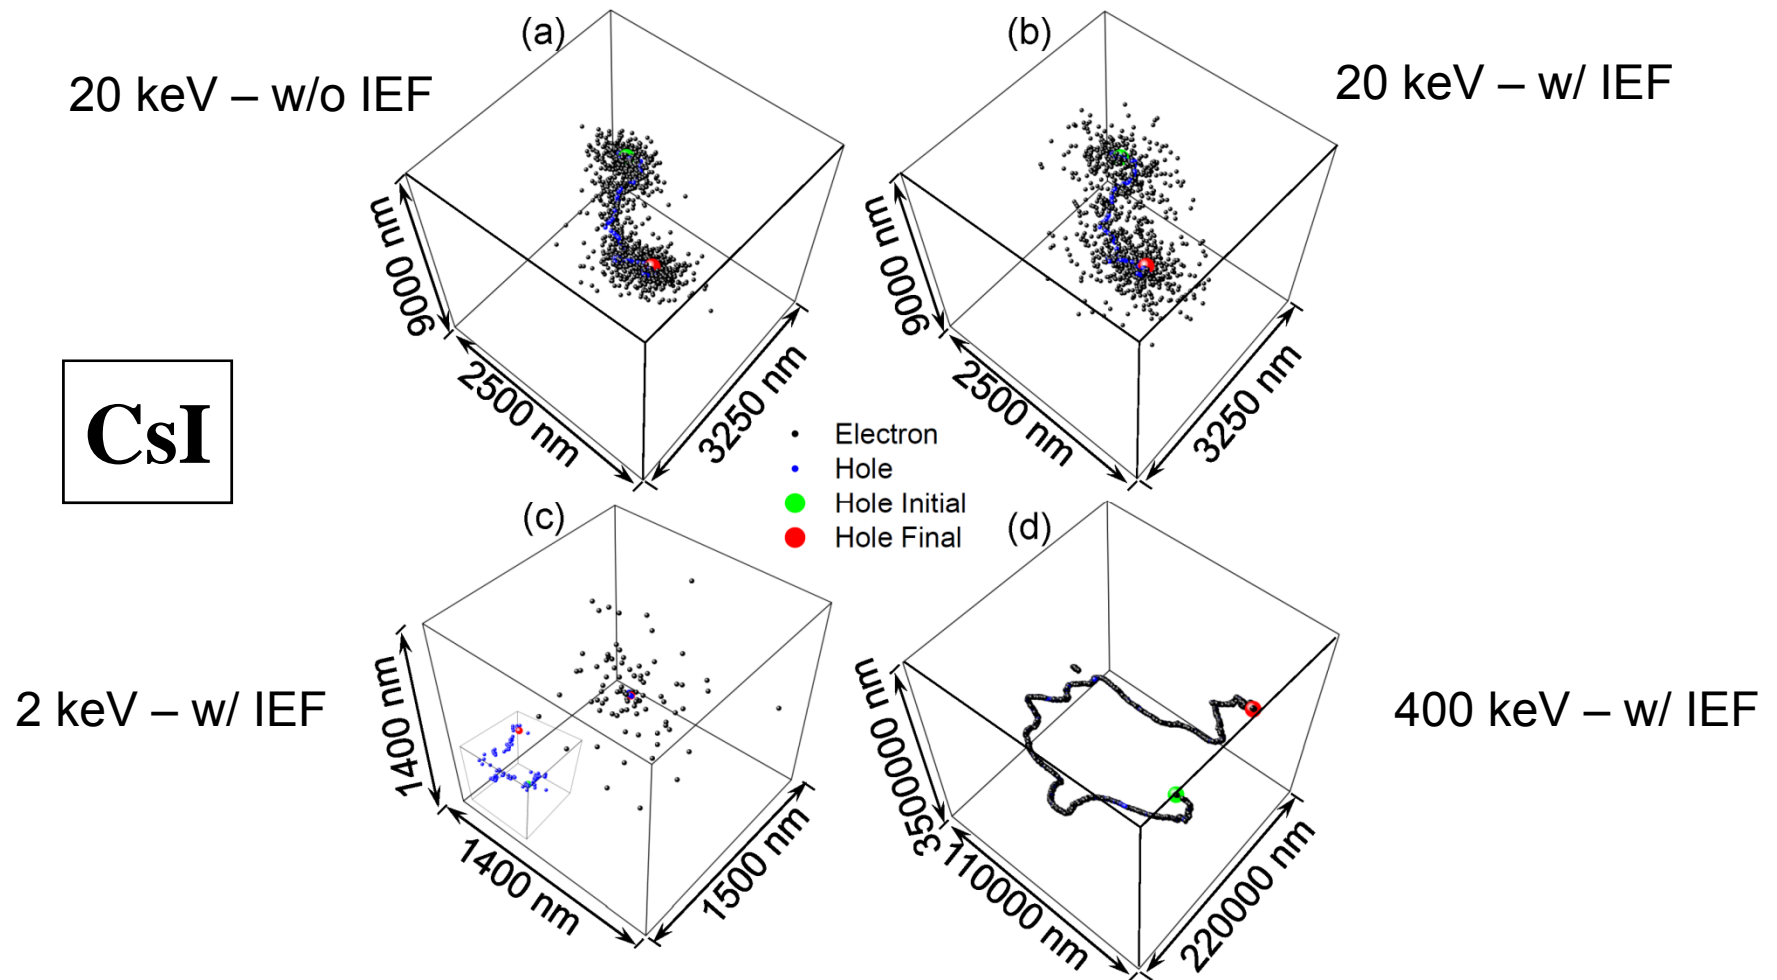 (a)
20 keV – w/o IEF
9000 nm
2500 nm
3250 nm
(b)
20 keV – w/ IEF
9000 nm
2500 nm
3250 nm
CsI
Electron
Hole
Hole Initial
Hole Final
(c)
2 keV – w/ IEF
1400 nm
1400 nm
1500 nm
(d)
400 keV – w/ IEF
350000 nm
110000 nm
220000 nm